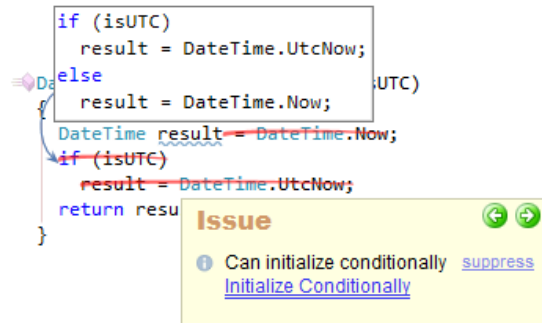 if (isUTC)
result = DateTime.UtcNow;
else
result = DateTime.Now;
UTC)
{
DateTime result = DateTime.Now;
if (isUTC)
result = DateTime.UtcNow;
return resu
}
Issue
Can initialize conditionally suppress
Initialize Conditionally